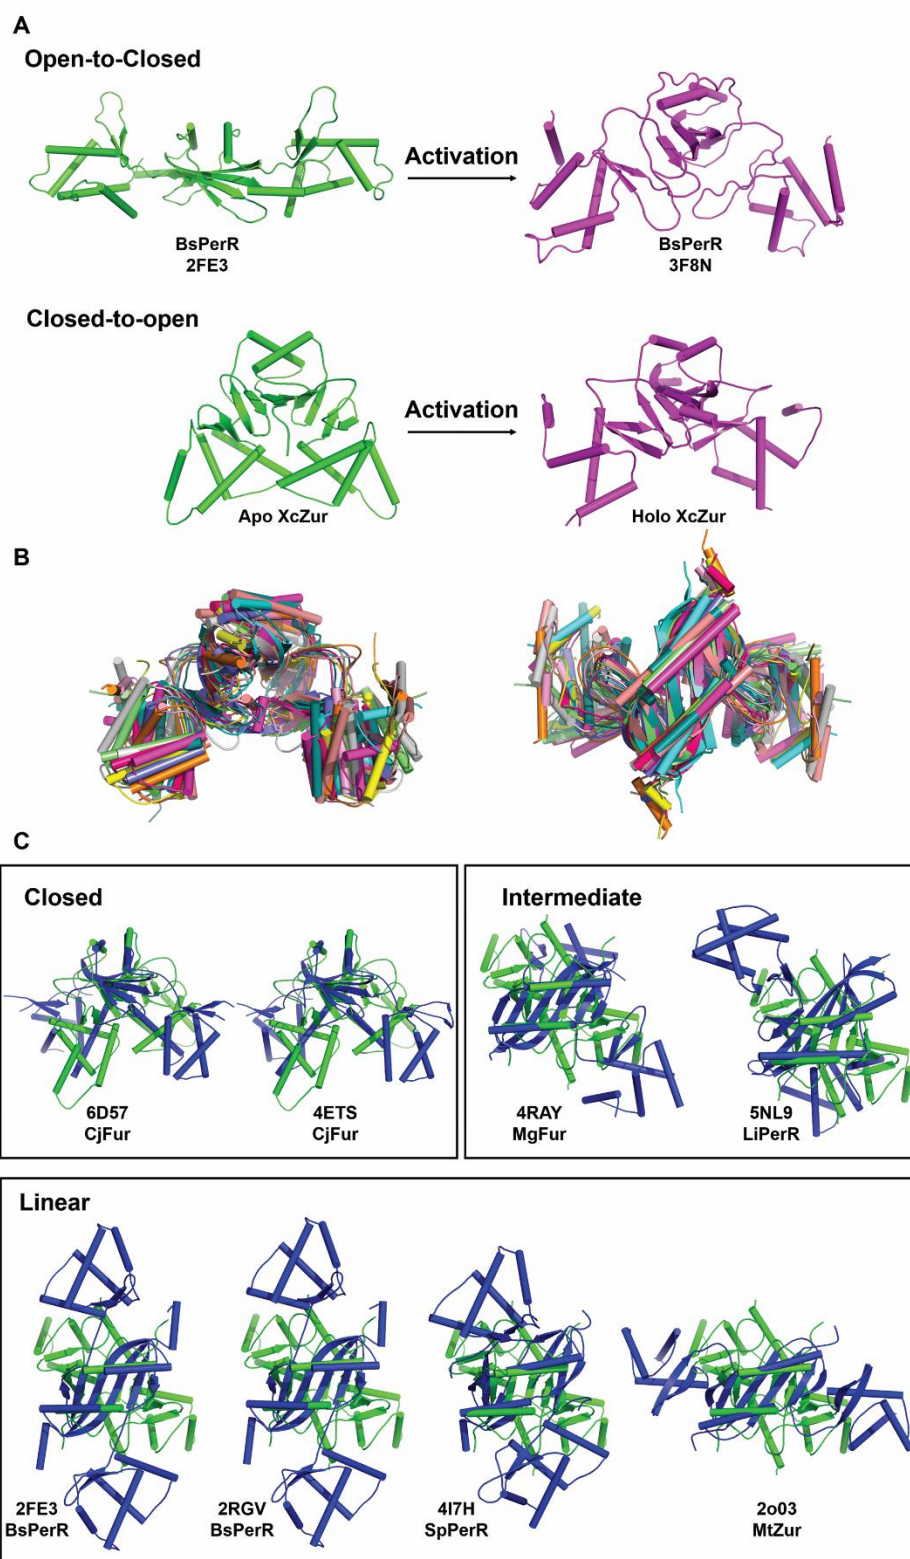 A
Open-to-Closed
Activation
BsPerR
2FE3
BsPerR
3F8N
Closed-to-open
Activation
Apo XcZur
Holo XcZur
B
C
Closed
6D57
CjFur
4ETS
CjFur
Intermediate
4RAY
MgFur
5NL9
LiPerR
Linear
2FE3
BsPerR
2RGV
BsPerR
4I7H
SpPerR
2o03
MtZur